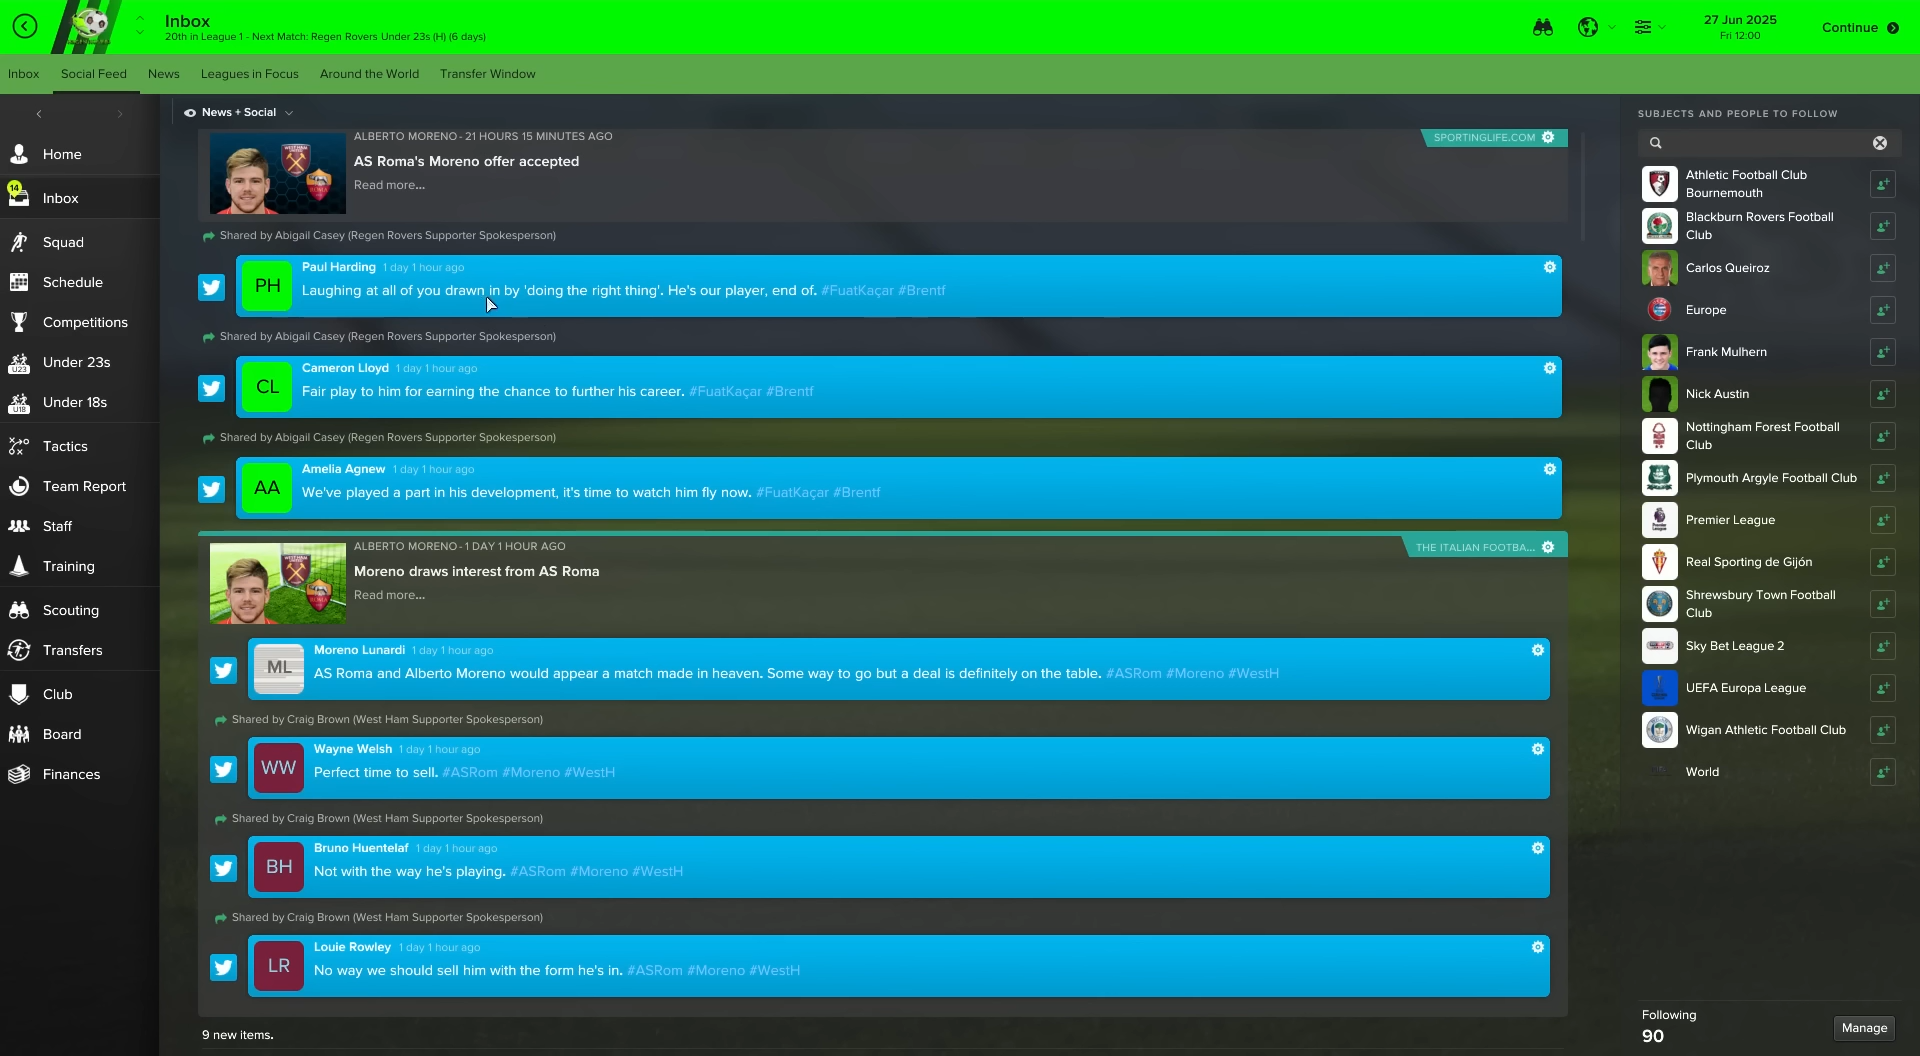 Inbox
20th in League 1 - Next Match: Regen Rovers Under 23s (H) (6 days)
27 Jun 2025
Fri 12:00
Continue
Inbox
Social Feed
News
Leagues in Focus
Around the World
Transfer Window
14
Home
Inbox
Squad
Schedule
Competitions
U23
Under 23s
U18
Under 18s
Tactics
Team Report
Staff
Training
Scouting
Transfers
Club
Board
Finances
News + Social
ALBERTO MORENO - 21 HOURS 15 MINUTES AGO
SPORTINGLIFE.COM
AS Roma's Moreno offer accepted
Read more...
Shared by Abigail Casey (Regen Rovers Supporter Spokesperson)
PH
Paul Harding 1 day 1 hour ago
Laughing at all of you drawn in by 'doing the right thing'. He's our player, end of. #FuatKaçar #Brentf
Shared by Abigail Casey (Regen Rovers Supporter Spokesperson)
CL
Cameron Lloyd 1 day 1 hour ago
Fair play to him for earning the chance to further his career. #FuatKaçar #Brentf
Shared by Abigail Casey (Regen Rovers Supporter Spokesperson)
AA
Amelia Agnew 1 day 1 hour ago
We've played a part in his development, it's time to watch him fly now. #FuatKaçar #Brentf
ALBERTO MORENO - 1 DAY 1 HOUR AGO
THE ITALIAN FOOTBA...
Moreno draws interest from AS Roma
Read more...
ML
Moreno Lunardi 1 day 1 hour ago
AS Roma and Alberto Moreno would appear a match made in heaven. Some way to go but a deal is definitely on the table. #ASRom #Moreno #WestH
Shared by Craig Brown (West Ham Supporter Spokesperson)
WW
Wayne Welsh 1 day 1 hour ago
Perfect time to sell. #ASRom #Moreno #WestH
Shared by Craig Brown (West Ham Supporter Spokesperson)
BH
Bruno Huentelaf 1 day 1 hour ago
Not with the way he's playing. #ASRom #Moreno #WestH
Shared by Craig Brown (West Ham Supporter Spokesperson)
LR
Louie Rowley 1 day 1 hour ago
No way we should sell him with the form he's in. #ASRom #Moreno #WestH
9 new items.
SUBJECTS AND PEOPLE TO FOLLOW
Athletic Football Club
Bournemouth
Blackburn Rovers Football
Club
Carlos Queiroz
Europe
Frank Mulhern
Nick Austin
Nottingham Forest Football
Club
Plymouth Argyle Football Club
Premier League
Real Sporting de Gijón
Shrewsbury Town Football
Club
Sky Bet League 2
UEFA Europa League
Wigan Athletic Football Club
World
Following
90
Manage